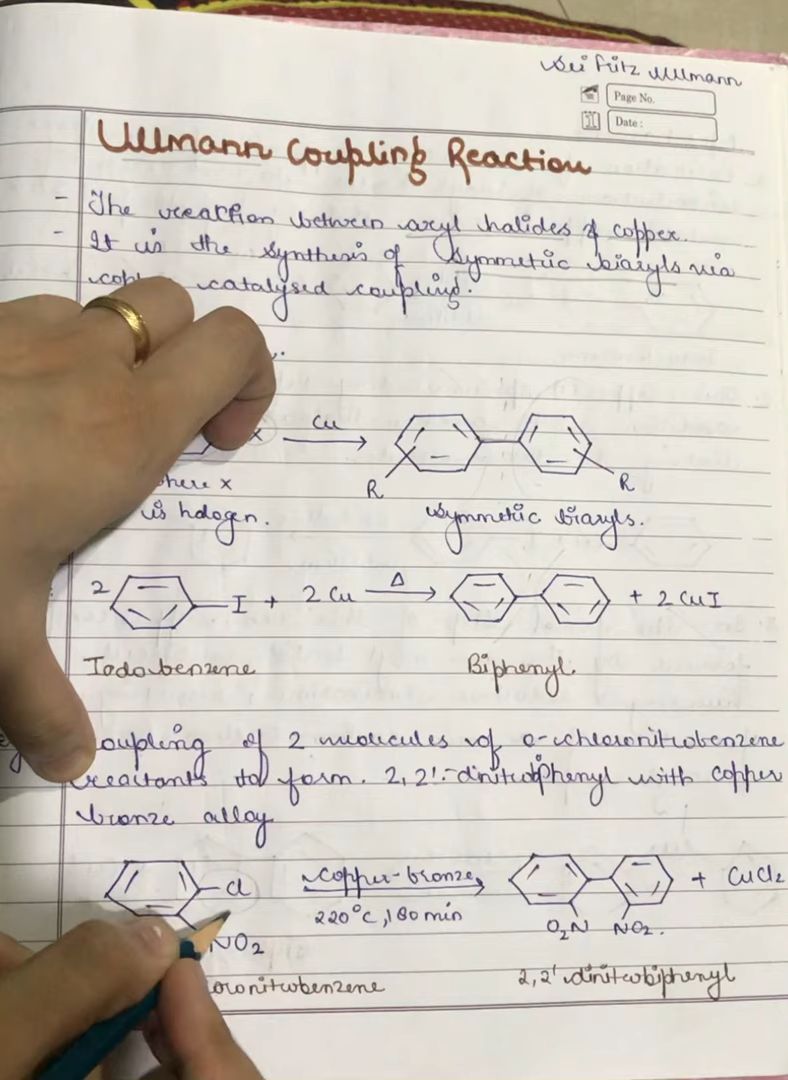 Fritz Ullmann
Page No.
Date :
Ullmann Coupling Reaction
- The reaction between aryl halides & copper.
- It is the synthesis of symmetric biaryls via
catalysed coupling.
X Cu R R
where x
is halogen. symmetric biaryls.
2 I + 2 Cu Δ + 2 CuI
Iodobenzene Biphenyl.
oupling of 2 molecules of o-chloronitrobenzene
reactants to form. 2,2'-dinitrophenyl with copper
bronze alloy
Cl copper-bronze + CuCl2
220°C, 180 min
NO2 O2N NO2.
oronitrobenzene 2,2' dinitrobiphenyl